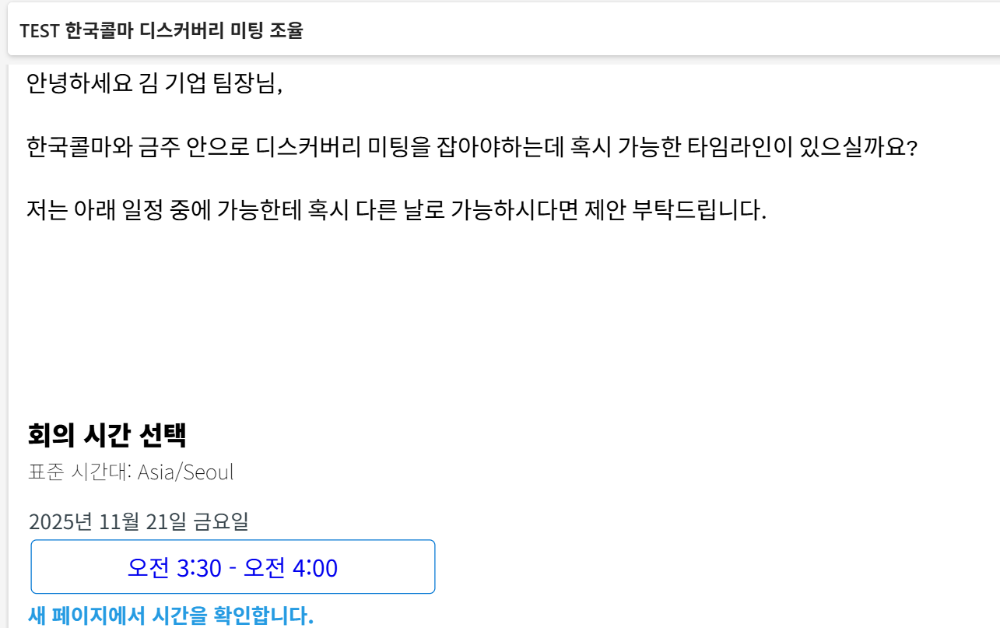 TEST 한국콜마 디스커버리 미팅 조율
안녕하세요 김 기업 팀장님,
한국콜마와 금주 안으로 디스커버리 미팅을 잡아야하는데 혹시 가능한 타임라인이 있으실까요?
저는 아래 일정 중에 가능한테 혹시 다른 날로 가능하시다면 제안 부탁드립니다.
회의 시간 선택
표준 시간대: Asia/Seoul
2025년 11월 21일 금요일
오전 3:30 - 오전 4:00
새 페이지에서 시간을 확인합니다.